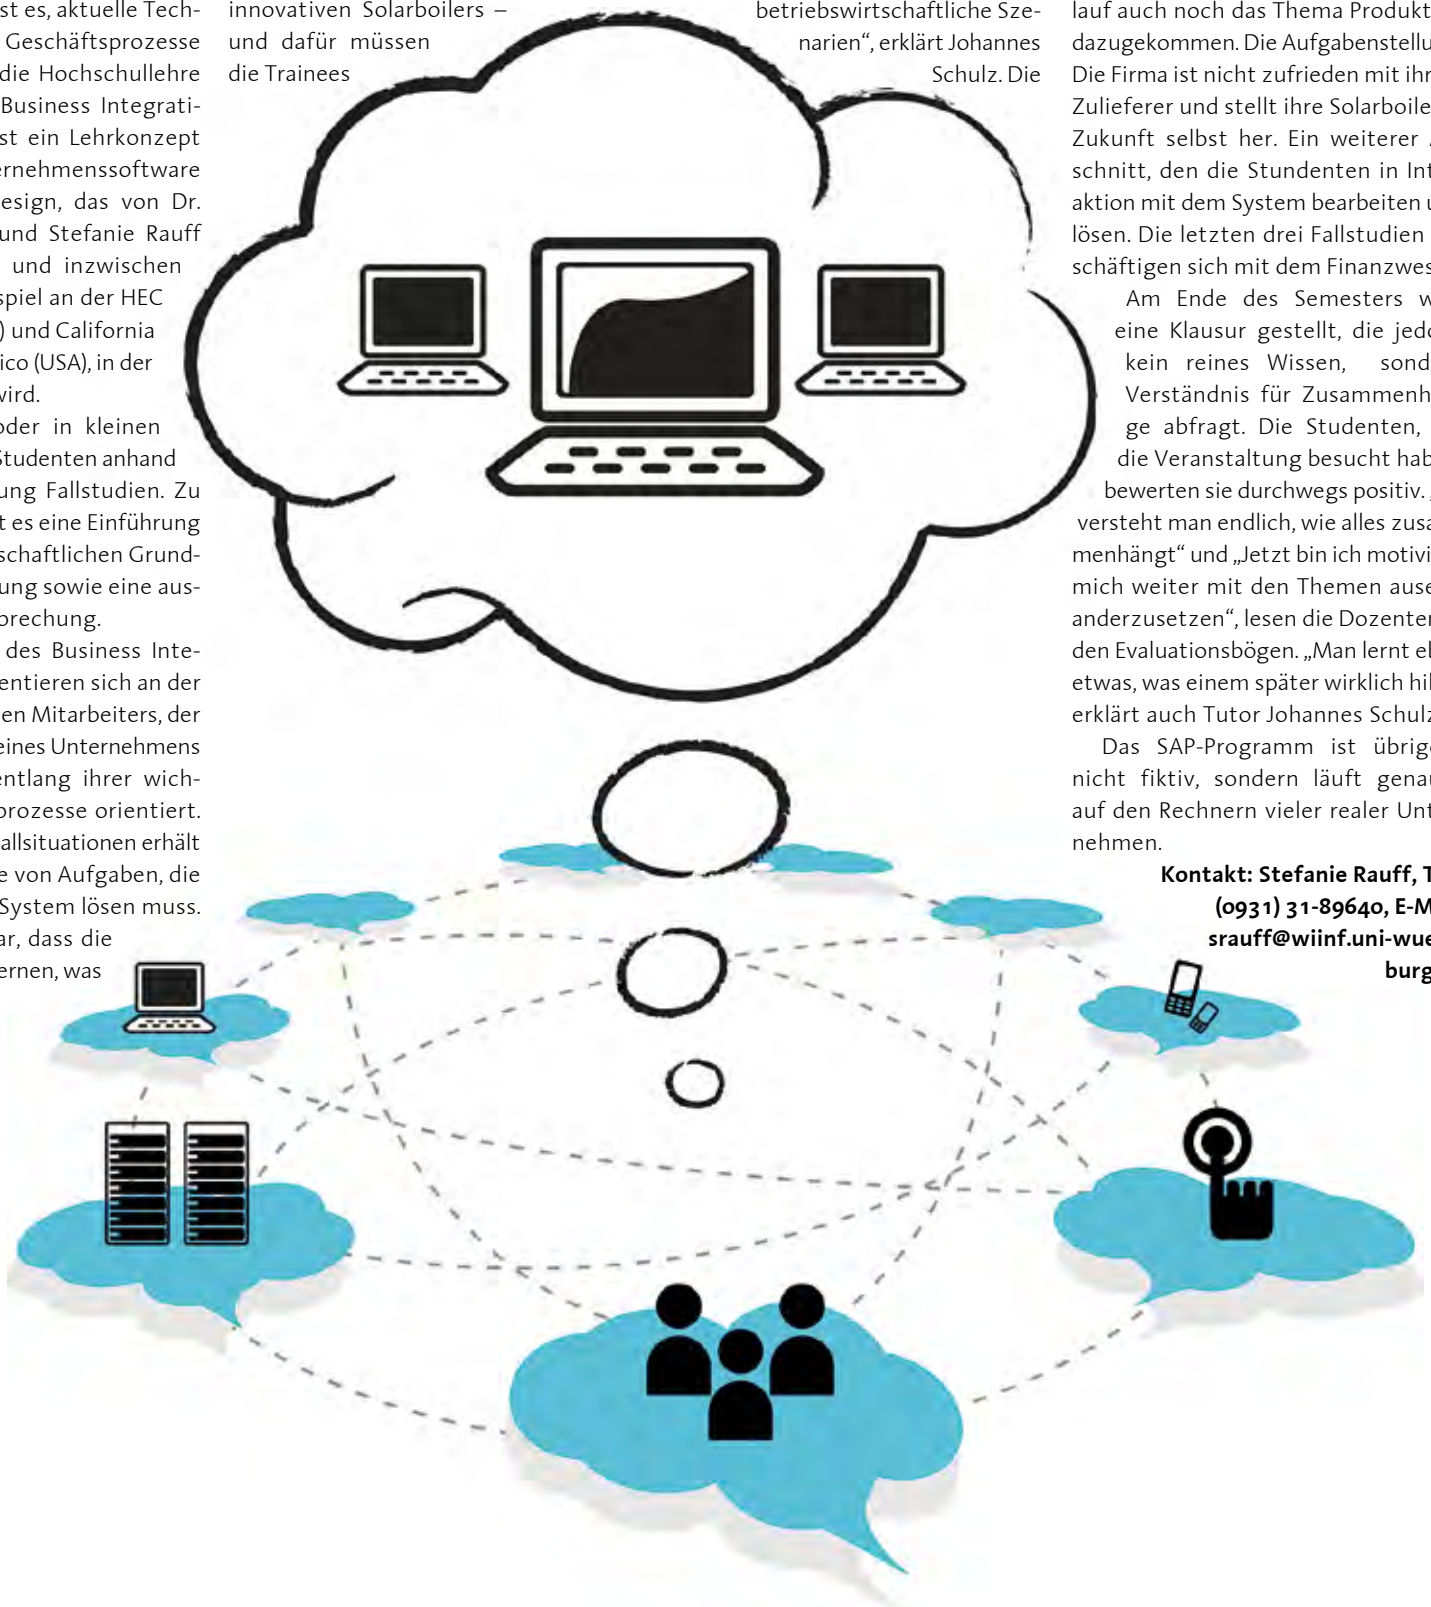 st es, aktuelle Tech-
Geschäftsprozesse
die Hochschullehre
Business Integrati-
st ein Lehrkonzept
ernehmenssoftware
esign, das von Dr.
und Stefanie Rauff
und inzwischen
spiel an der HEC
) und California
ico (USA), in der
wird.
oder in kleinen
Studenten anhand
ung Fallstudien. Zu
t es eine Einführung
schaftlichen Grund-
ung sowie eine aus-
prechung.
des Business Inte-
entieren sich an der
en Mitarbeiters, der
eines Unternehmens
entlang ihrer wich-
prozesse orientiert.
allsituationen erhält
e von Aufgaben, die
System lösen muss.
ar, dass die
ernen, was
innovativen Solarboilers –
und dafür müssen
die Trainees
betriebswirtschaftliche Sze-
narien“, erklärt Johannes
Schulz. Die
lauf auch noch das Thema Produkt
dazugekommen. Die Aufgabenstellu
Die Firma ist nicht zufrieden mit ihr
Zulieferer und stellt ihre Solarboile
Zukunft selbst her. Ein weiterer
schnitt, den die Stundenten in Int
aktion mit dem System bearbeiten u
lösen. Die letzten drei Fallstudien
schäftigen sich mit dem Finanzwes
Am Ende des Semesters w
eine Klausur gestellt, die jedo
kein reines Wissen, sond
Verständnis für Zusammenh
ge abfragt. Die Studenten,
die Veranstaltung besucht hab
bewerten sie durchwegs positiv. „
versteht man endlich, wie alles zusa
menhängt“ und „Jetzt bin ich motivi
mich weiter mit den Themen ause
anderzusetzen“, lesen die Dozenten
den Evaluationsbögen. „Man lernt eb
etwas, was einem später wirklich hil
erklärt auch Tutor Johannes Schulz
Das SAP-Programm ist übrige
nicht fiktiv, sondern läuft genau
auf den Rechnern vieler realer Unt
nehmen.
Kontakt: Stefanie Rauff, T
(0931) 31-89640, E-M
srauff@wiinf.uni-wue
burg